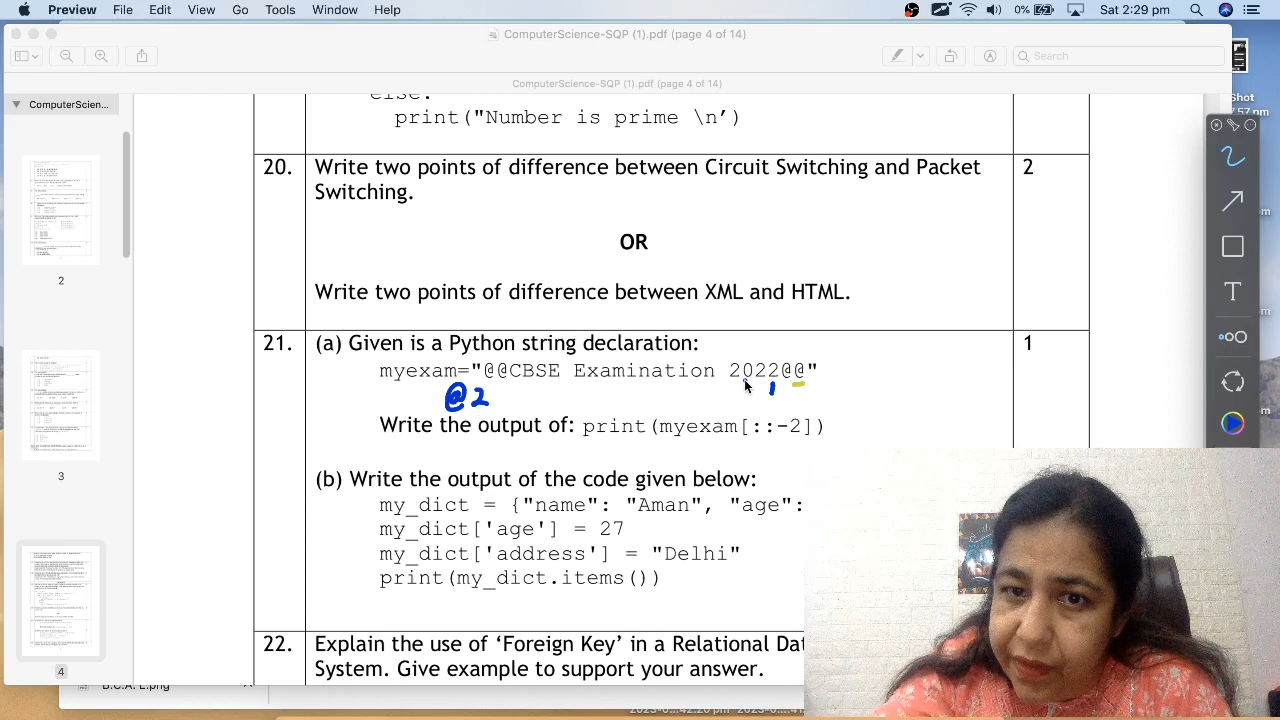 Preview File Edit View Go Tools Window Help 0% Sat 2:29 pm
ComputerScience-SQP (1).pdf (page 4 of 14)
Search
ComputerScience-SQP (1).pdf (page 4 of 14)
ComputerScien...
Shot
7.57 pm
else:
print("Number is prime \n’)
20. Write two points of difference between Circuit Switching and Packet 2
Switching.
OR
Write two points of difference between XML and HTML.
2
21. (a) Given is a Python string declaration: 1
myexam="@@CBSE Examination 2022@@"
@2
Write the output of: print(myexam[::-2])
3
(b) Write the output of the code given below:
my_dict = {"name": "Aman", "age":
my_dict['age'] = 27
my_dict['address'] = "Delhi"
print(my_dict.items())
22. Explain the use of ‘Foreign Key’ in a Relational Dat
System. Give example to support your answer.
4
T
B.C.A. E.png